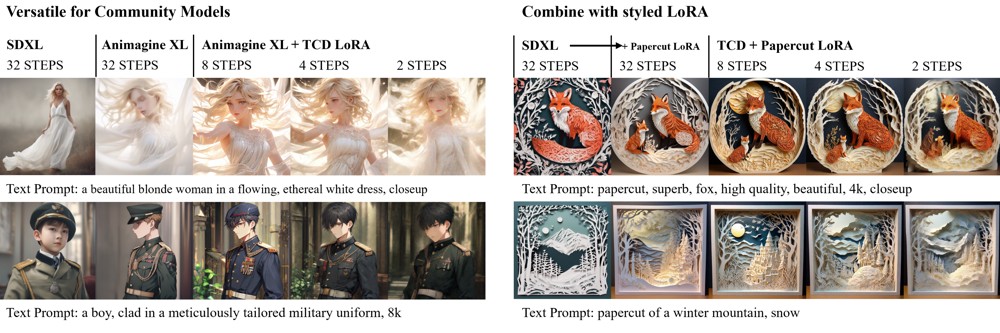 Versatile for Community Models
SDXL
32 STEPS
Animagine XL
32 STEPS
Animagine XL + TCD LoRA
8 STEPS
4 STEPS
2 STEPS
Text Prompt: a beautiful blonde woman in a flowing, ethereal white dress, closeup
Text Prompt: a boy, clad in a meticulously tailored military uniform, 8k
Combine with styled LoRA
SDXL
32 STEPS
+ Papercut LoRA
32 STEPS
TCD + Papercut LoRA
8 STEPS
4 STEPS
2 STEPS
Text Prompt: papercut, superb, fox, high quality, beautiful, 4k, closeup
Text Prompt: papercut of a winter mountain, snow